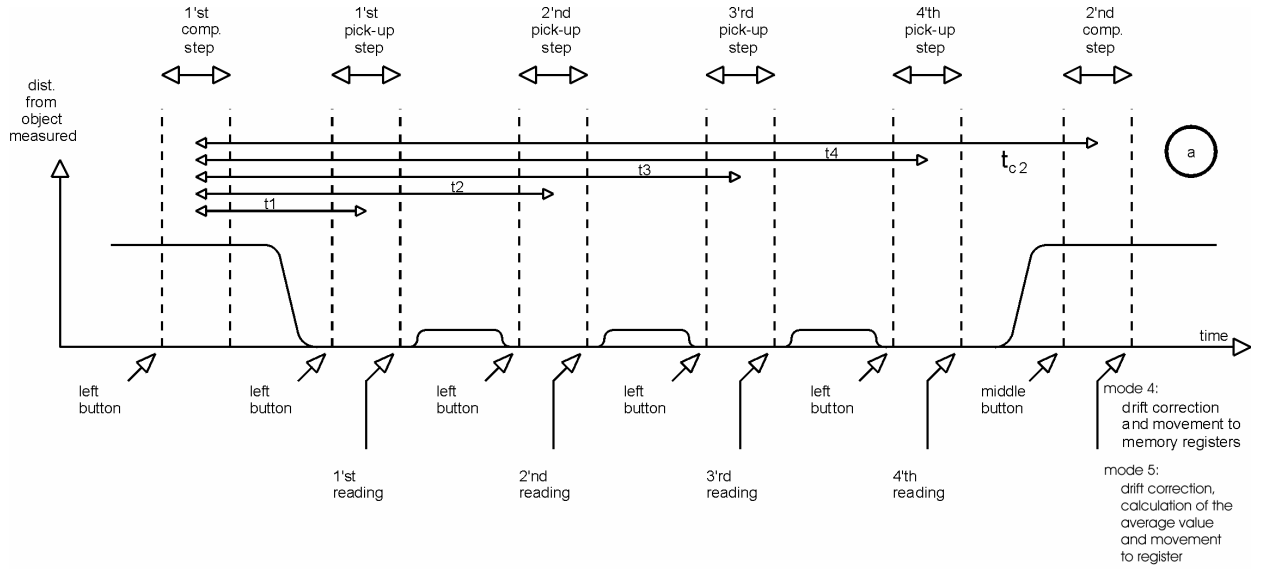 1'st
comp.
step
1'st
pick-up
step
2'nd
pick-up
step
3'rd
pick-up
step
4'th
pick-up
step
2'nd
comp.
step
dist.
from
object
measured
a
t4
tc2
t3
t2
t1
time
left
button
left
button
left
button
left
button
left
button
middle
button
mode 4:
drift correction
and movement to
memory registers
1'st
reading
2'nd
reading
3'rd
reading
4'th
reading
mode 5:
drift correction,
calculation of the
average value
and movement
to register